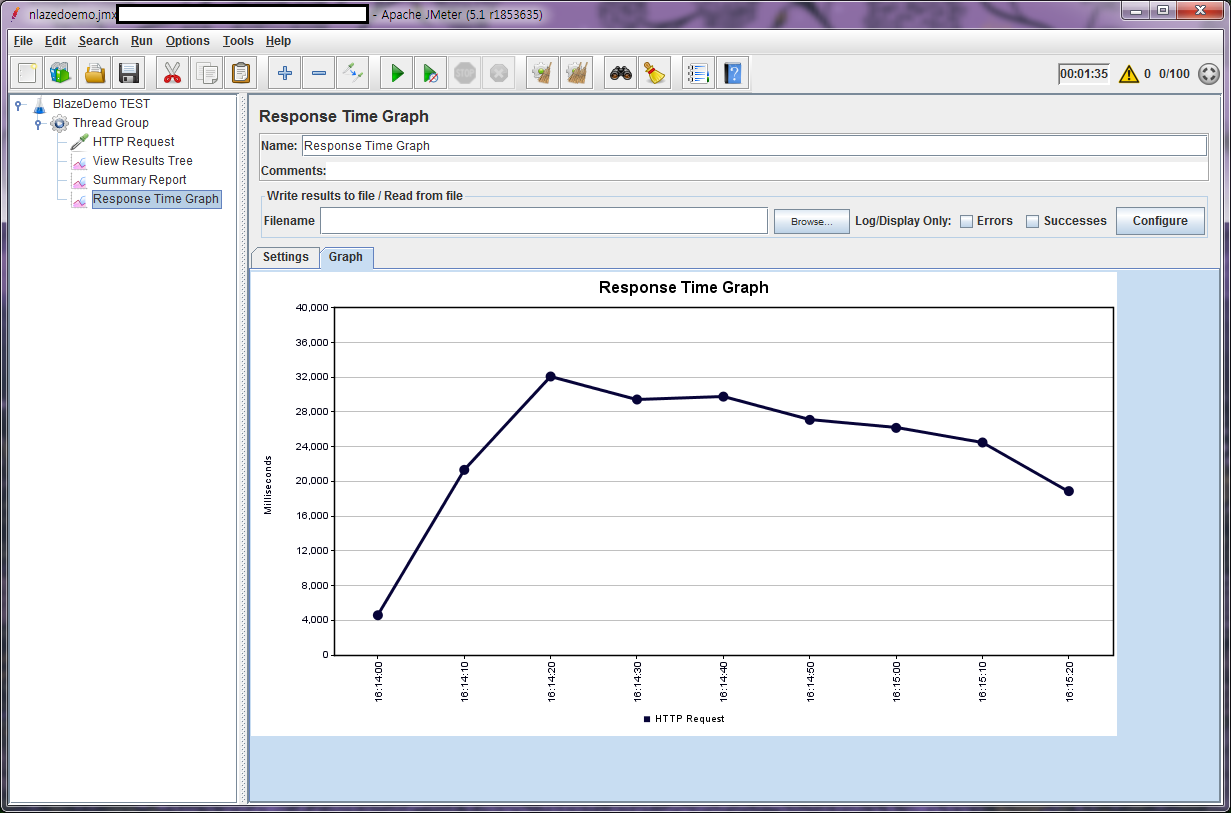 nlazedoemo.jmx - Apache JMeter (5.1 r1853635)
File Edit Search Run Options Tools Help
STOP 00:01:35 0 0/100
BlazeDemo TEST
Thread Group
HTTP Request
View Results Tree
Summary Report
Response Time Graph
Response Time Graph
Name: Response Time Graph
Comments:
Write results to file / Read from file
Filename Browse... Log/Display Only: Errors Successes Configure
Settings Graph
Response Time Graph
40,000
36,000
32,000
28,000
24,000
20,000
16,000
12,000
8,000
4,000
0
Milliseconds
16:14:00 16:14:10 16:14:20 16:14:30 16:14:40 16:14:50 16:15:00 16:15:10 16:15:20
HTTP Request